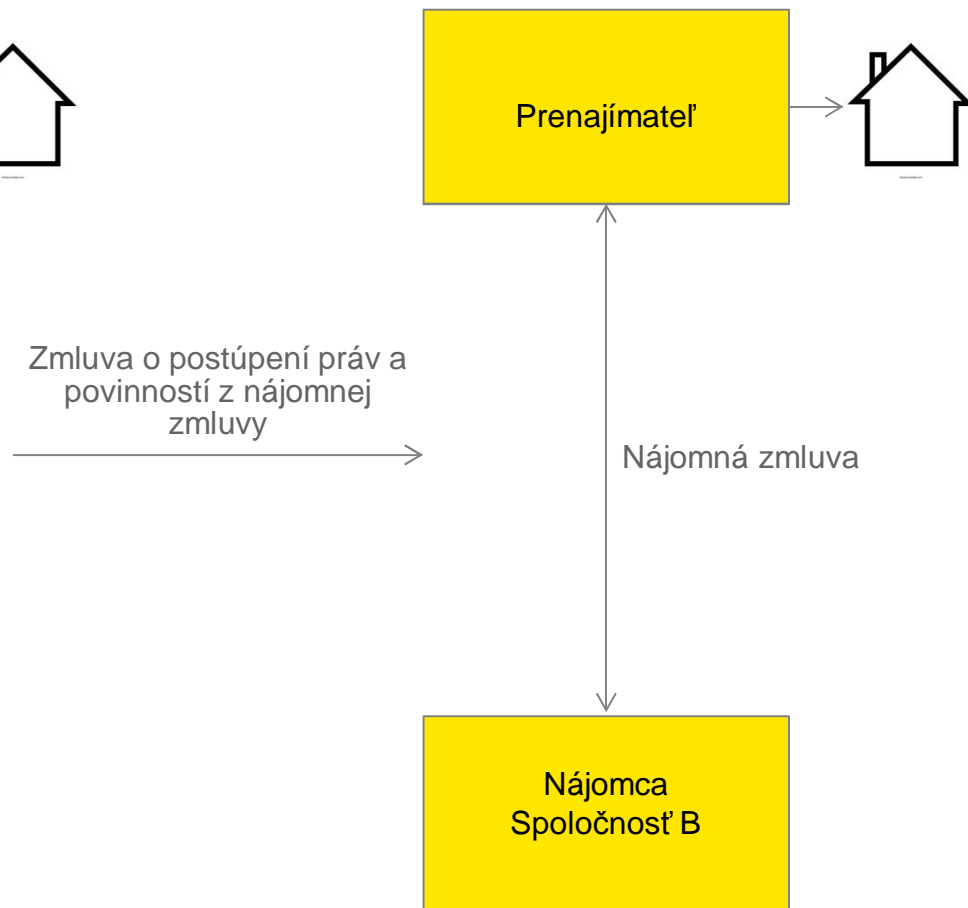 Prenajímateľ
Zmluva o postúpení práv a
povinností z nájomnej
zmluvy
Nájomná zmluva
Nájomca
Spoločnosť B